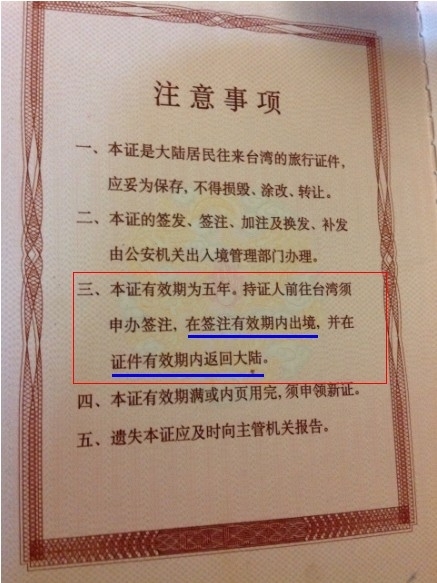 注意事项
一、本证是大陆居民往来台湾的旅行证件，
应妥为保存，不得损毁、涂改、转让。
二、本证的签发、签注、加注及换发、补发
由公安机关出入境管理部门办理。
三、本证有效期为五年。持证人前往台湾须
申办签注，在签注有效期内出境，并在
证件有效期内返回大陆。
四、本证有效期满或内页用完，须申领新证。
五、遗失本证应及时向主管机关报告。